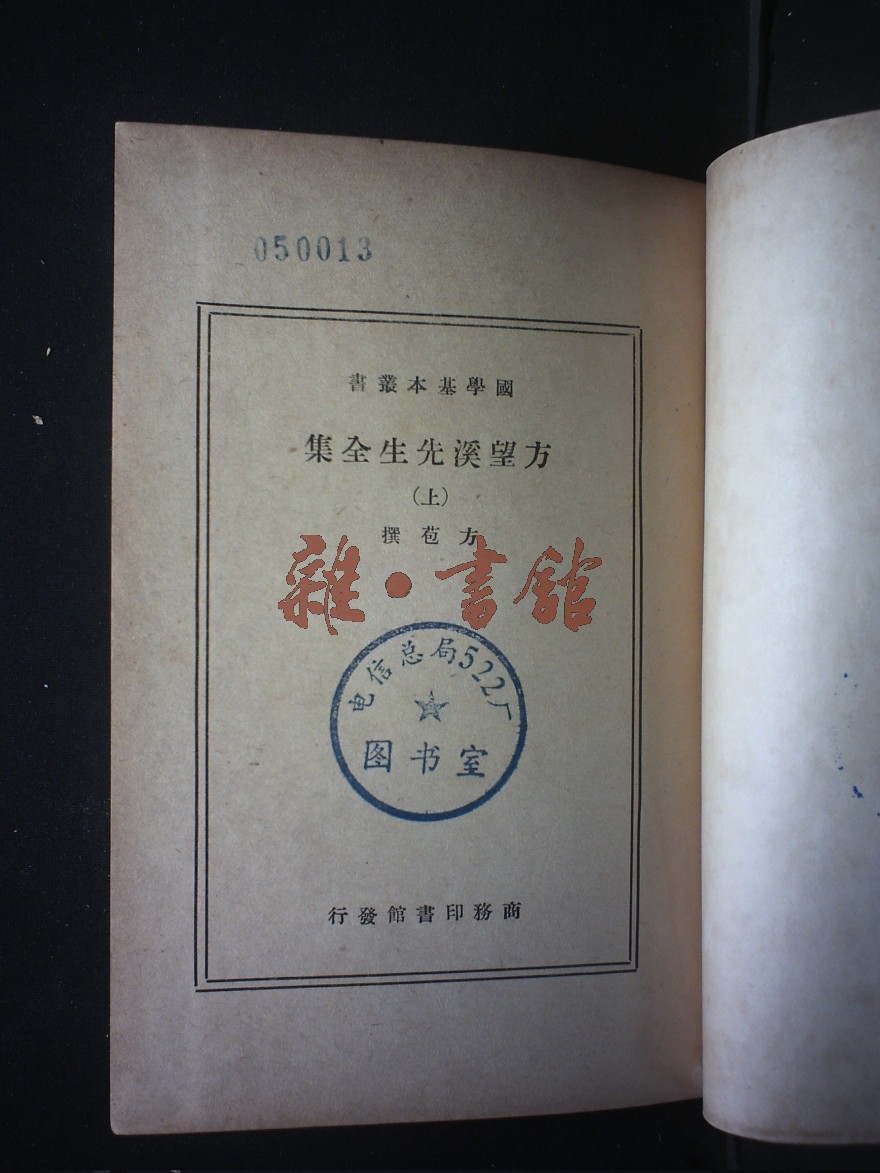 050013
國學基本叢書
方望溪先生全集
(上)
方苞撰
雜·書館
电信总局522厂
图书室
商務印書館發行